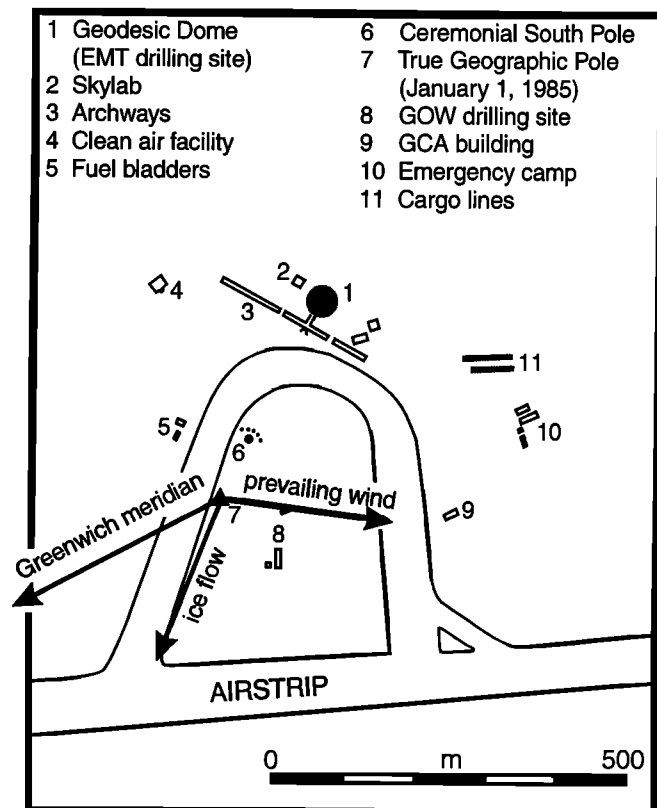 1 Geodesic Dome
(EMT drilling site)
2 Skylab
3 Archways
4 Clean air facility
5 Fuel bladders
6 Ceremonial South Pole
7 True Geographic Pole
(January 1, 1985)
8 GOW drilling site
9 GCA building
10 Emergency camp
11 Cargo lines
2
1
4
3
11
5
6
10
Greenwich meridian
prevailing wind
7
8
9
ice flow
AIRSTRIP
0 m 500